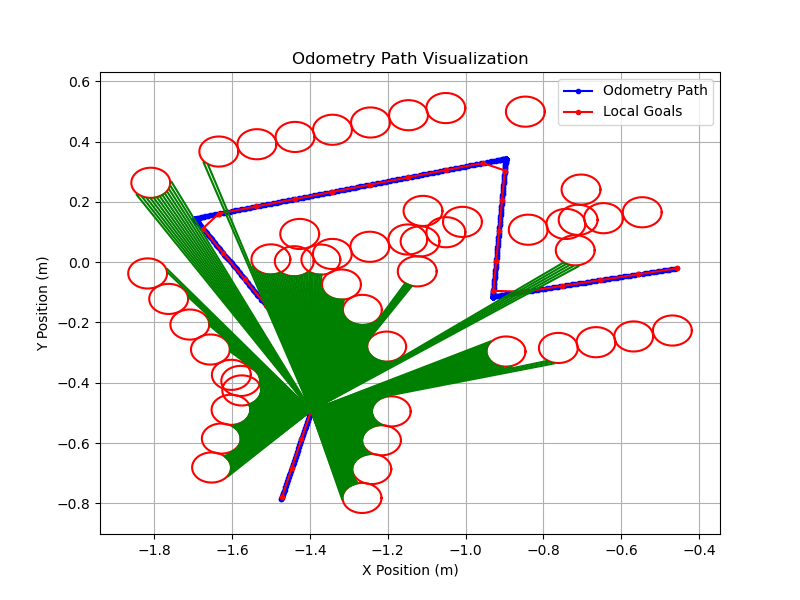 Odometry Path Visualization
Odometry Path
Local Goals
0.6
0.4
0.2
0.0
−0.2
−0.4
−0.6
−0.8
Y Position (m)
−1.8 −1.6 −1.4 −1.2 −1.0 −0.8 −0.6 −0.4
X Position (m)